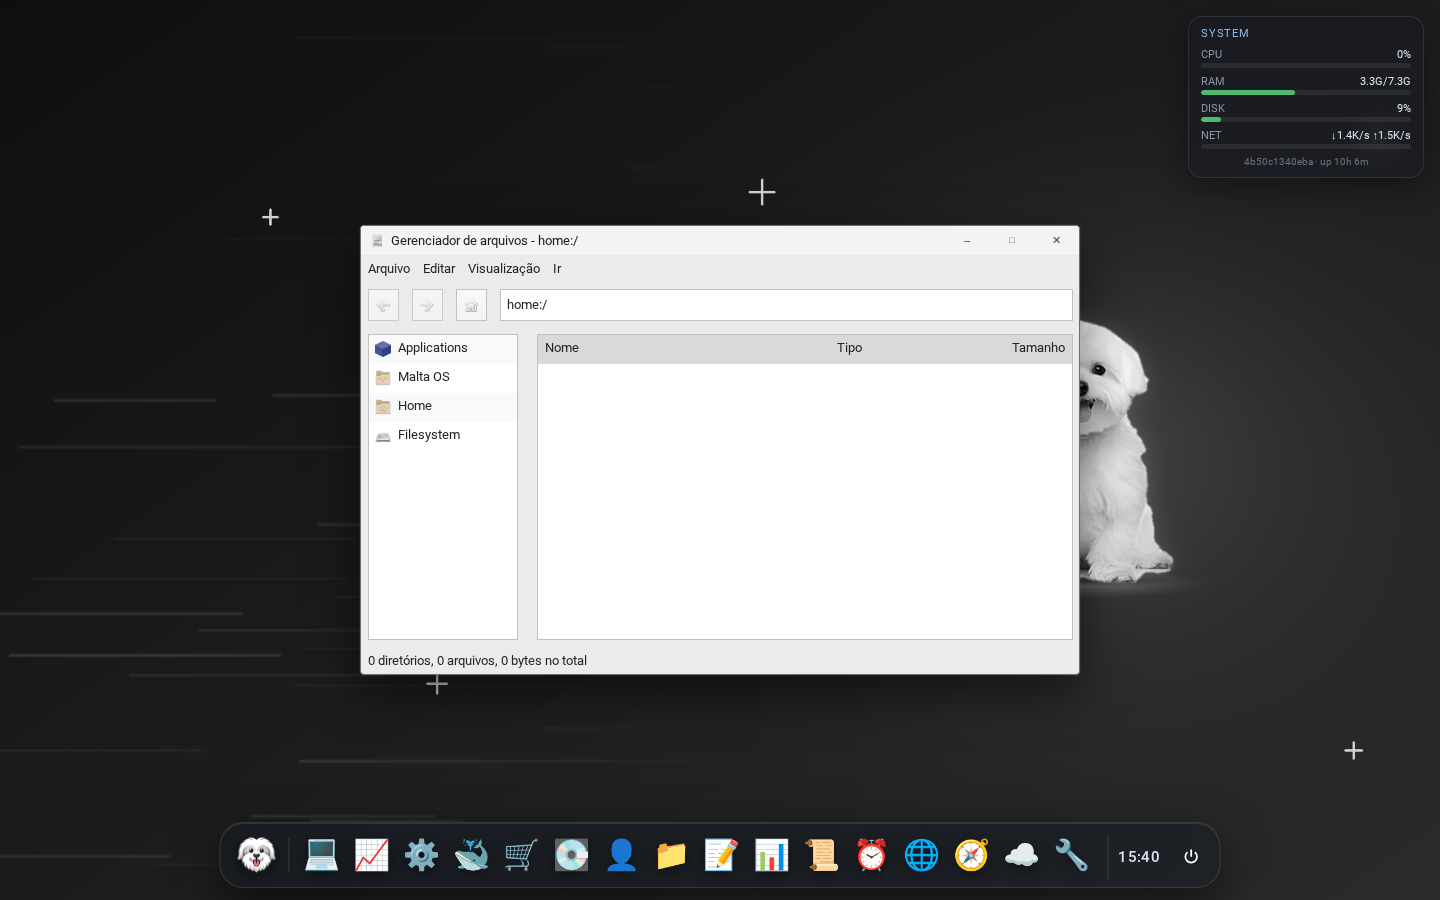 SYSTEM
CPU 0%
RAM 3.3G/7.3G
DISK 9%
NET ↓1.4K/s ↑1.5K/s
4b50c1340eba · up 10h 6m
Gerenciador de arquivos - home:/
Arquivo Editar Visualização Ir
home:/
Applications
Malta OS
Home
Filesystem
Nome Tipo Tamanho
0 diretórios, 0 arquivos, 0 bytes no total
15:40